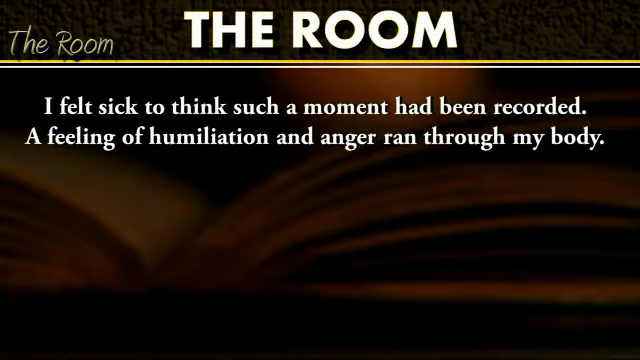 THE ROOM
The Room
I felt sick to think such a moment had been recorded.
A feeling of humiliation and anger ran through my body.